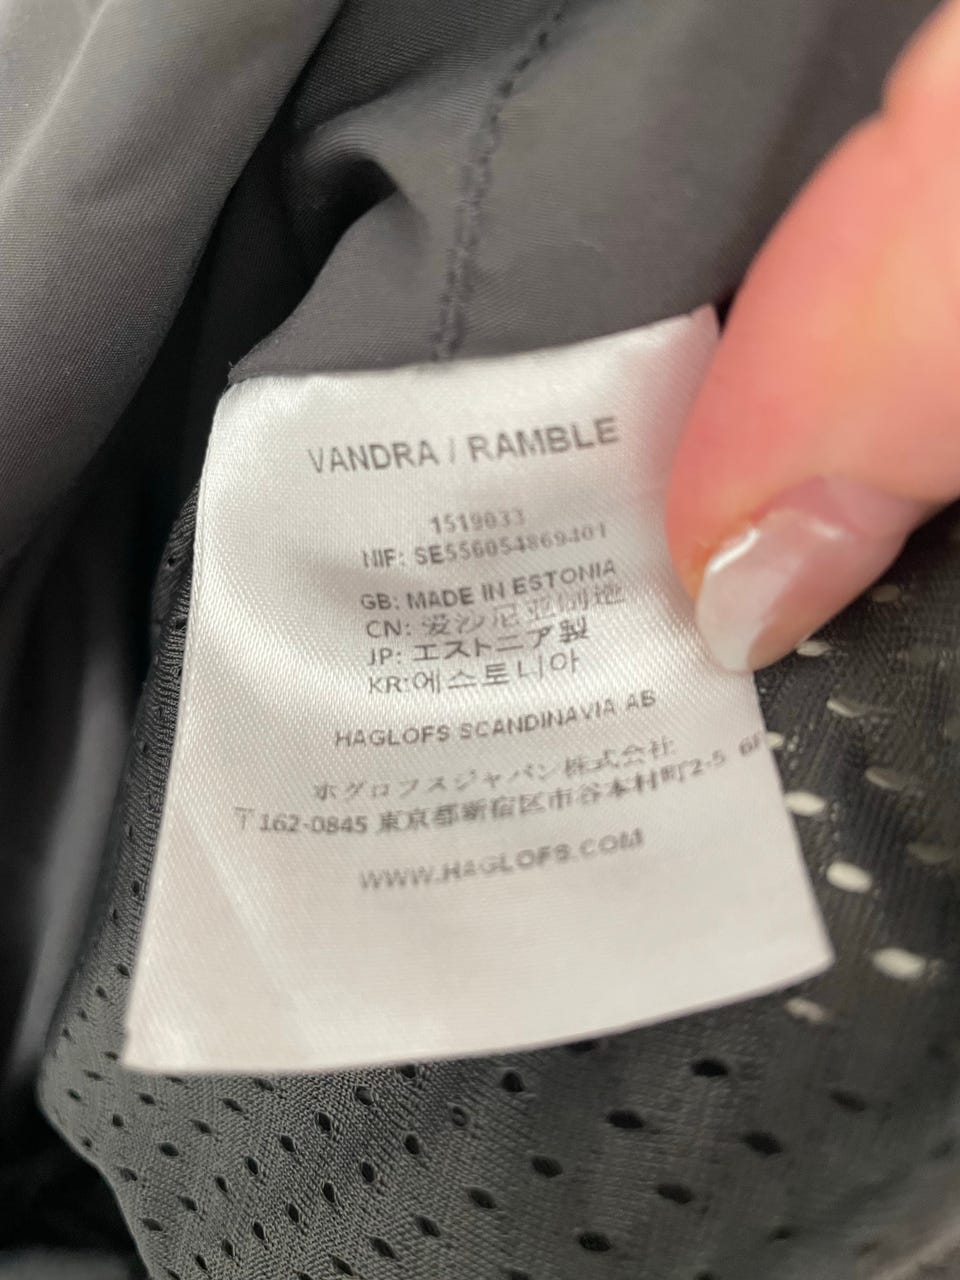 VANDRA / RAMBLE
1519033
NIF: SE556054869401
GB: MADE IN ESTONIA
CN: 爱沙尼亚制造
JP: エストニア製
KR:에스토니아
HAGLOFS SCANDINAVIA AB
ホグロフスジャパン株式会社
〒162-0845 東京都新宿区市谷本村町2-5
WWW.HAGLOFS.COM